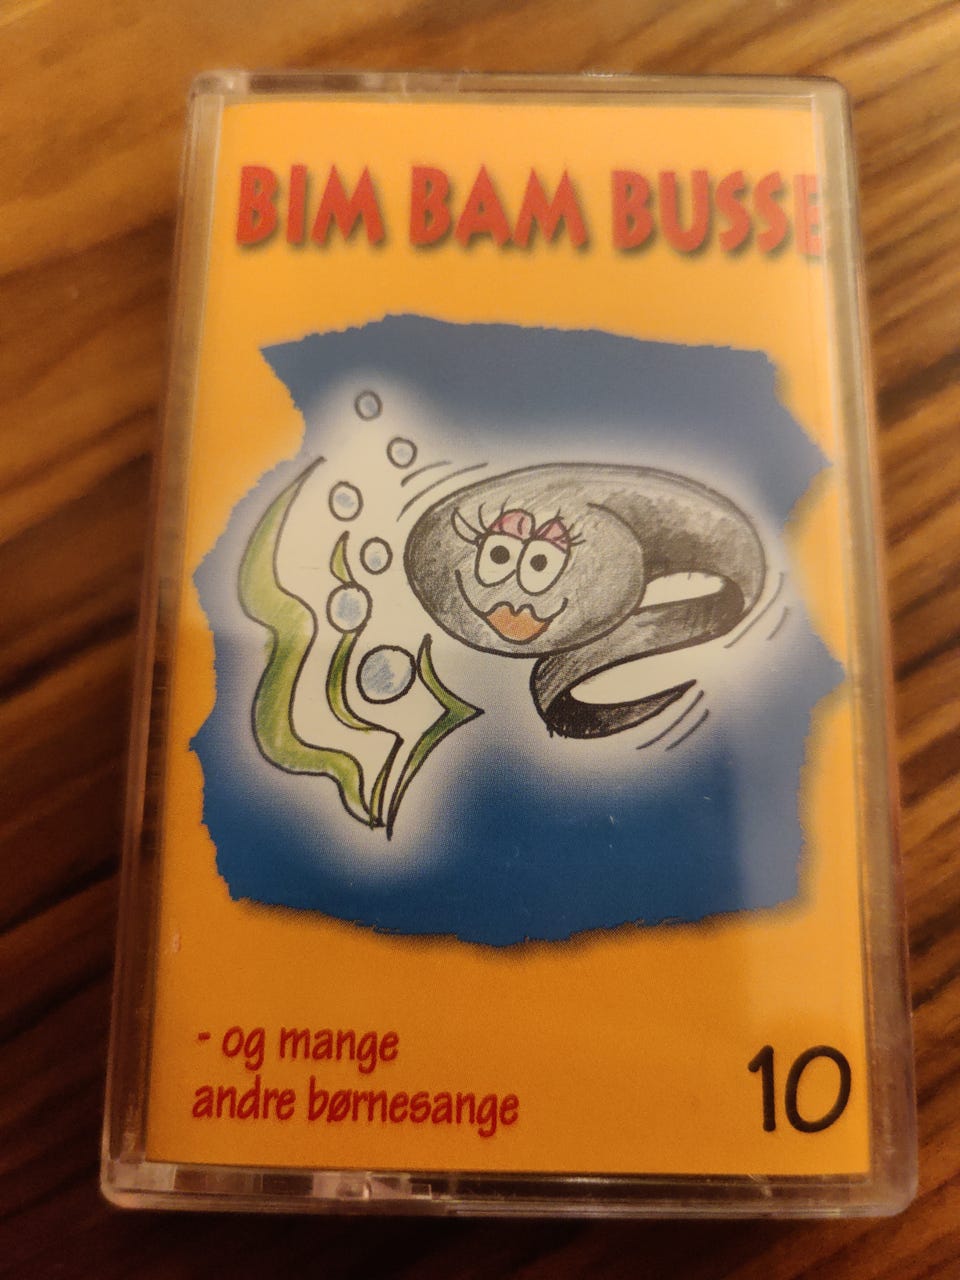 BIM BAM BUSSE
- og mange
andre børnesange
10